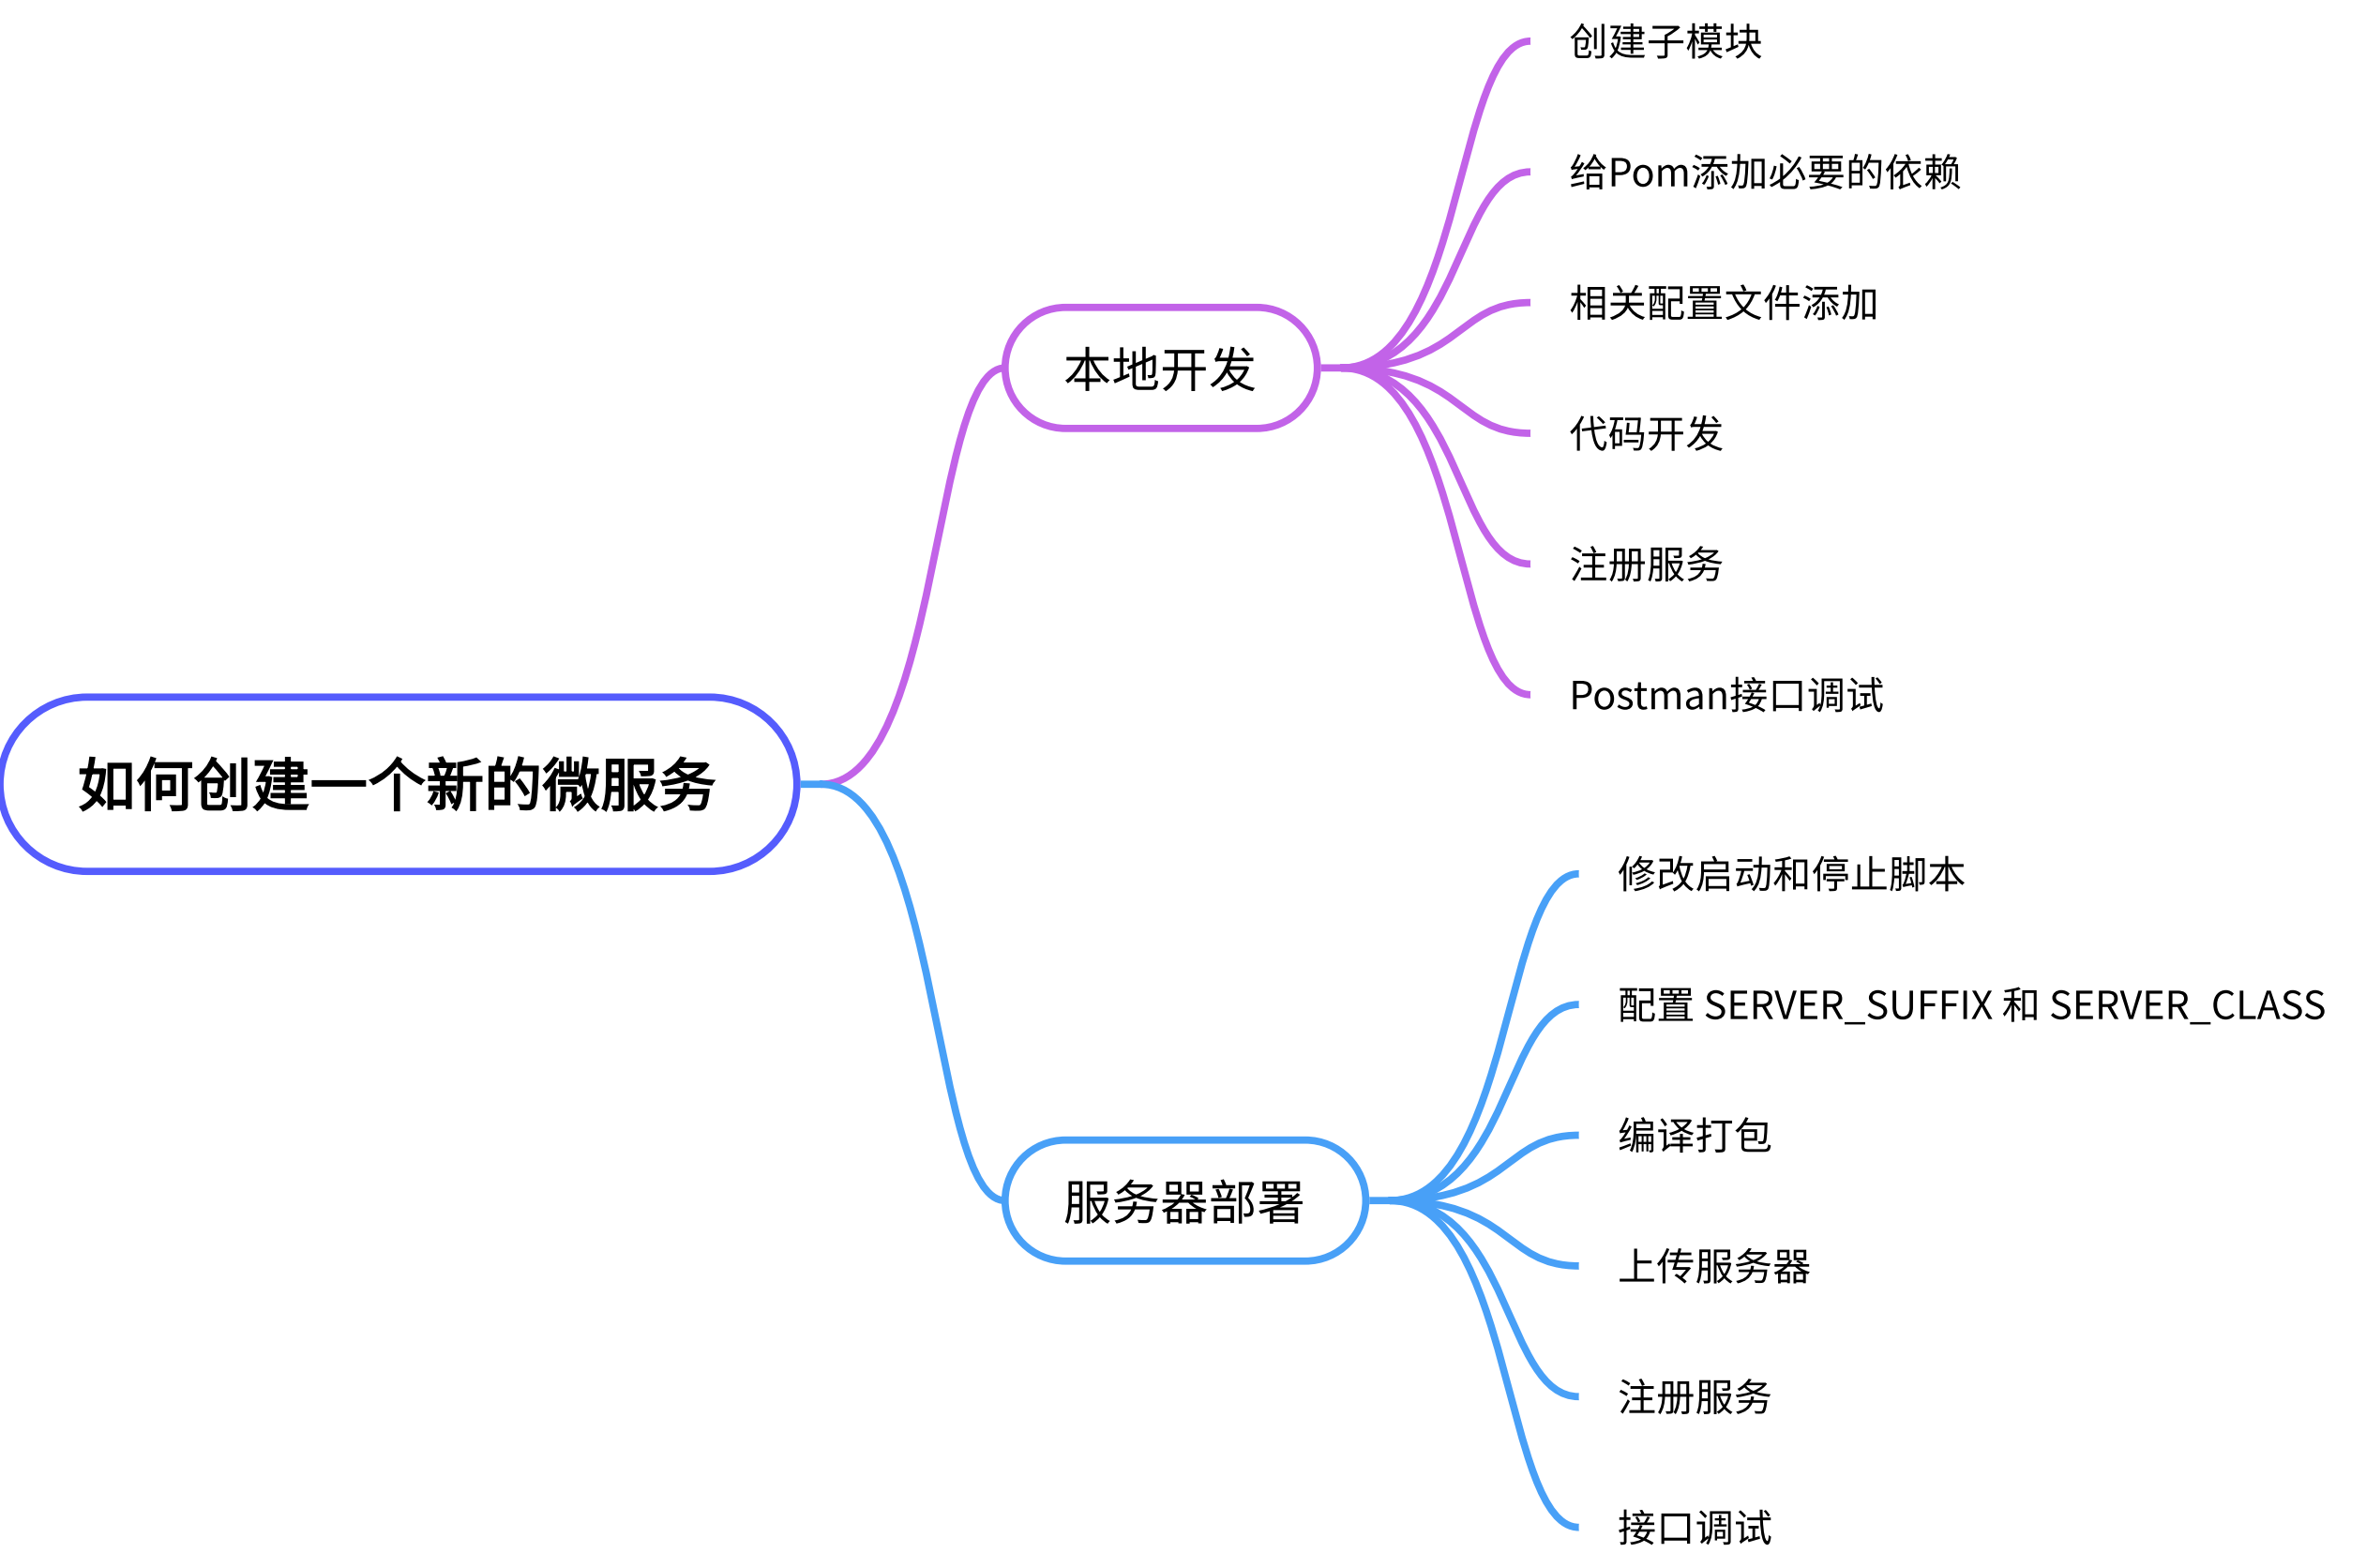 如何创建一个新的微服务
本地开发
创建子模块
给Pom添加必要的依赖
相关配置文件添加
代码开发
注册服务
Postman接口调试
服务器部署
修改启动和停止脚本
配置 SERVER_SUFFIX 和 SERVER_CLASS
编译打包
上传服务器
注册服务
接口调试